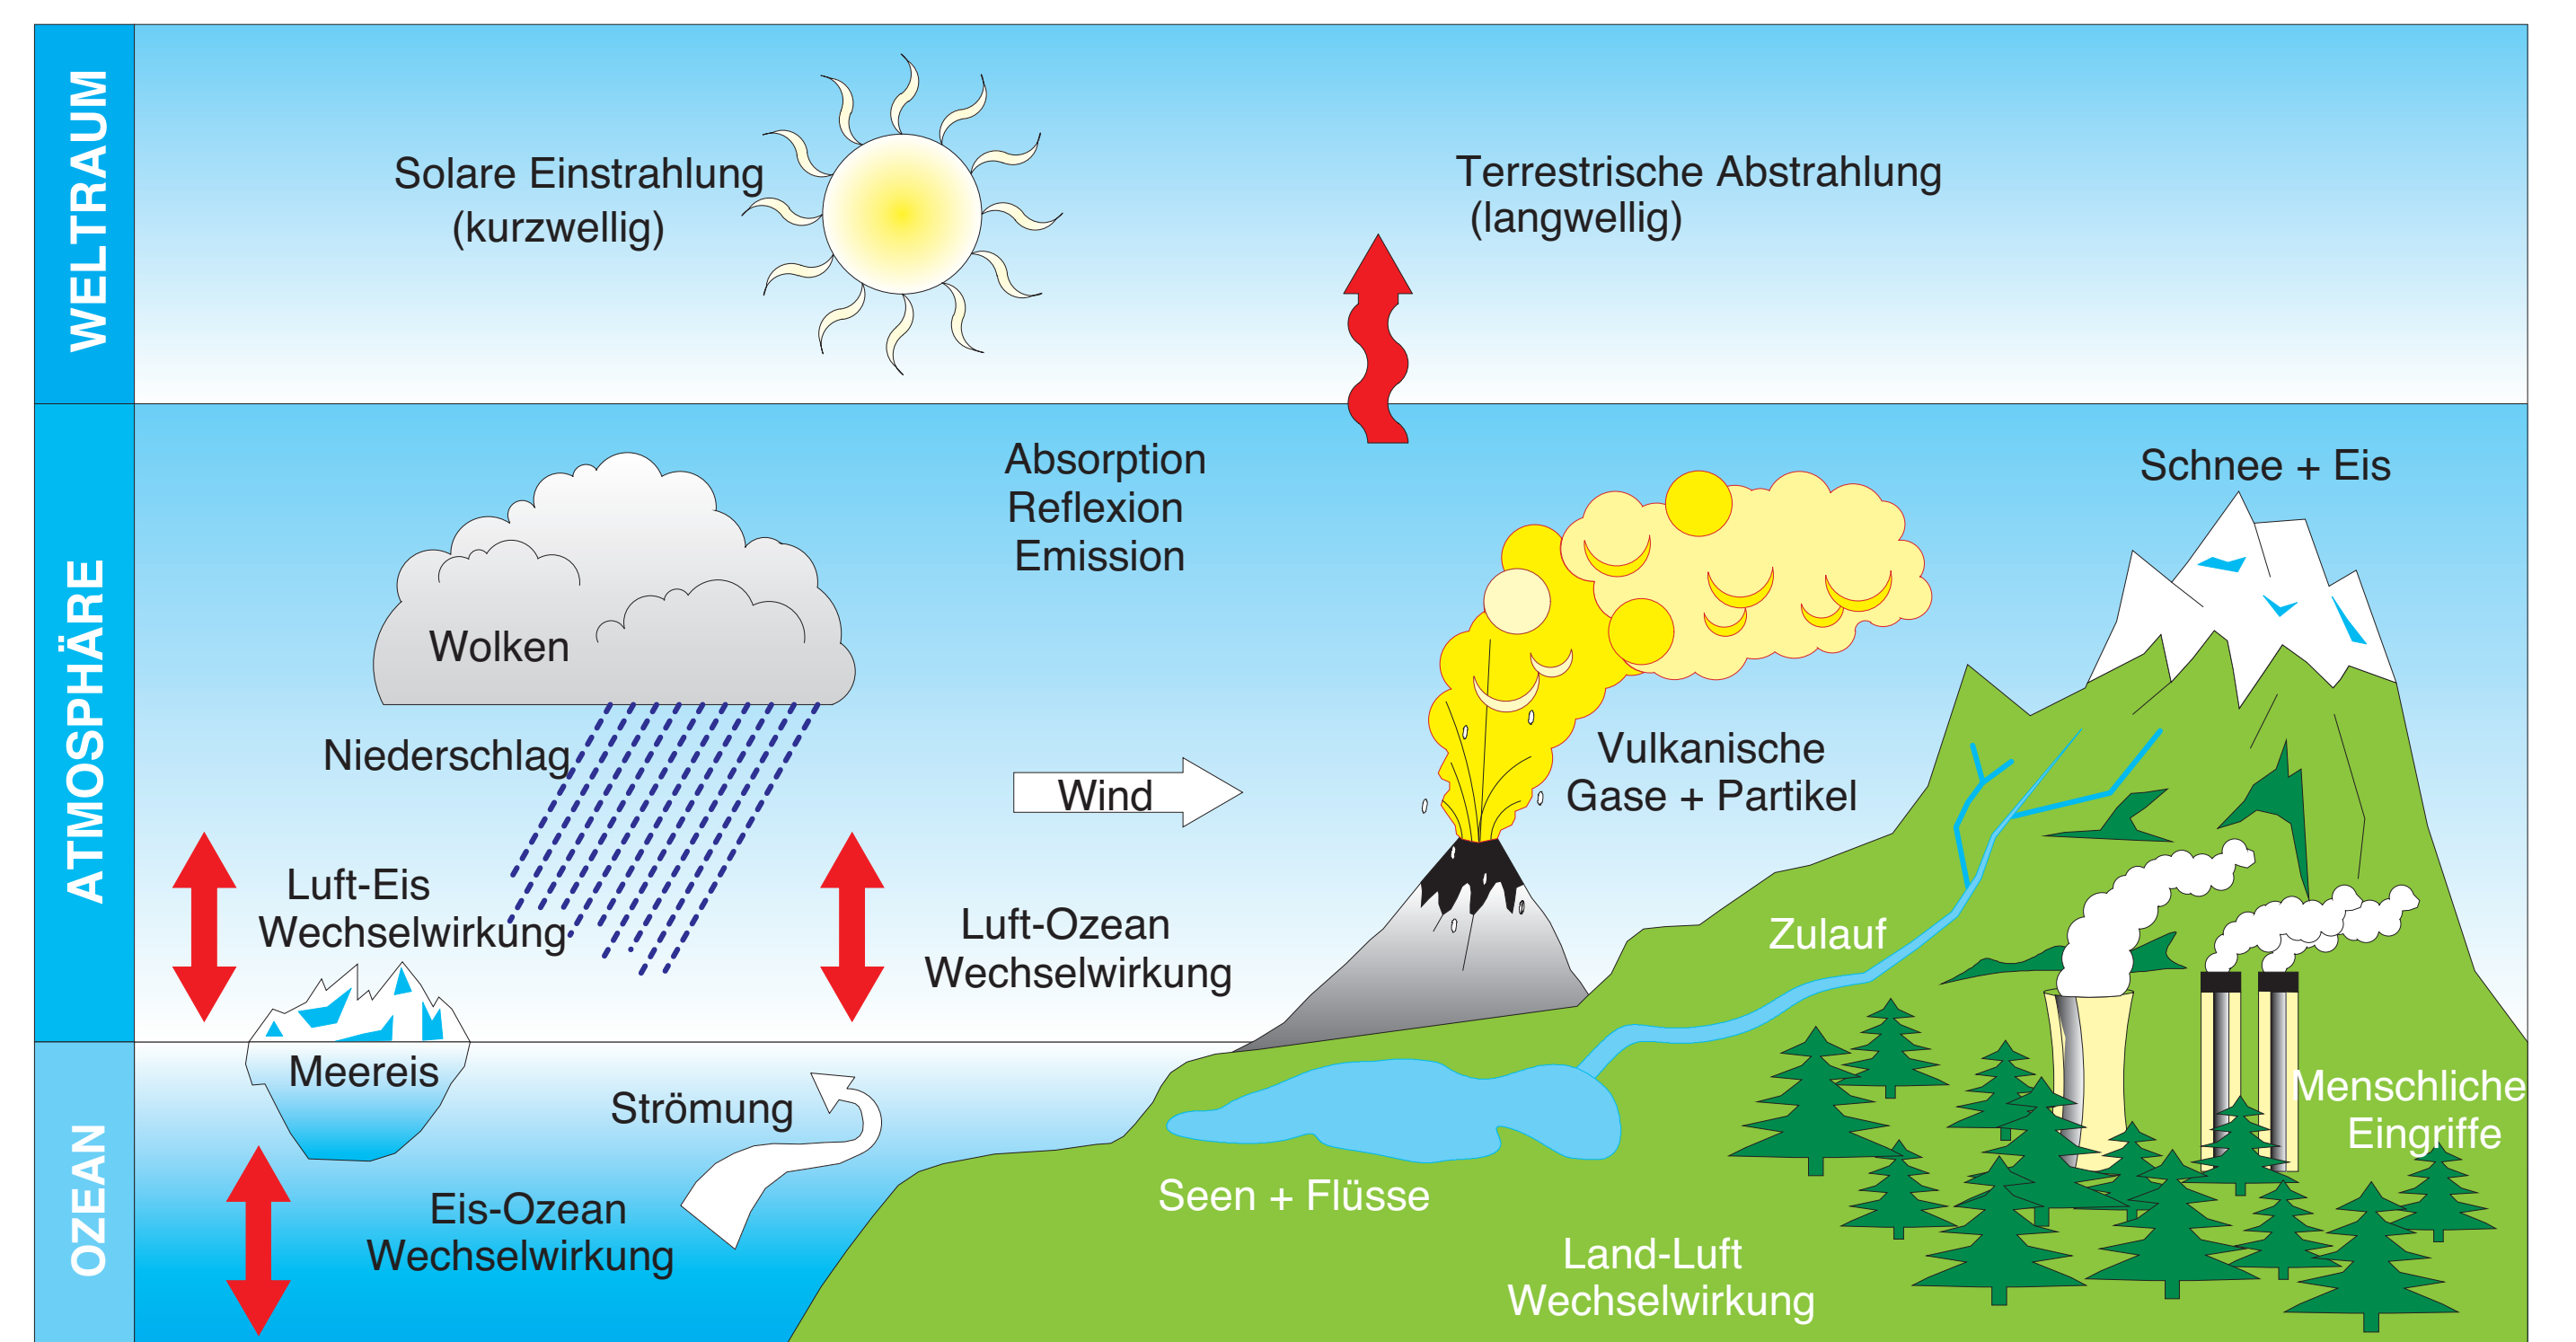 WELTRAUM
Solare Einstrahlung
(kurzwellig)
Terrestrische Abstrahlung
(langwellig)
ATMOSPHÄRE
Absorption
Reflexion
Emission
Schnee + Eis
Wolken
Niederschlag
Wind
Vulkanische
Gase + Partikel
Luft-Eis
Wechselwirkung
Luft-Ozean
Wechselwirkung
Zulauf
OZEAN
Meereis
Strömung
Menschliche
Eingriffe
Eis-Ozean
Wechselwirkung
Seen + Flüsse
Land-Luft
Wechselwirkung